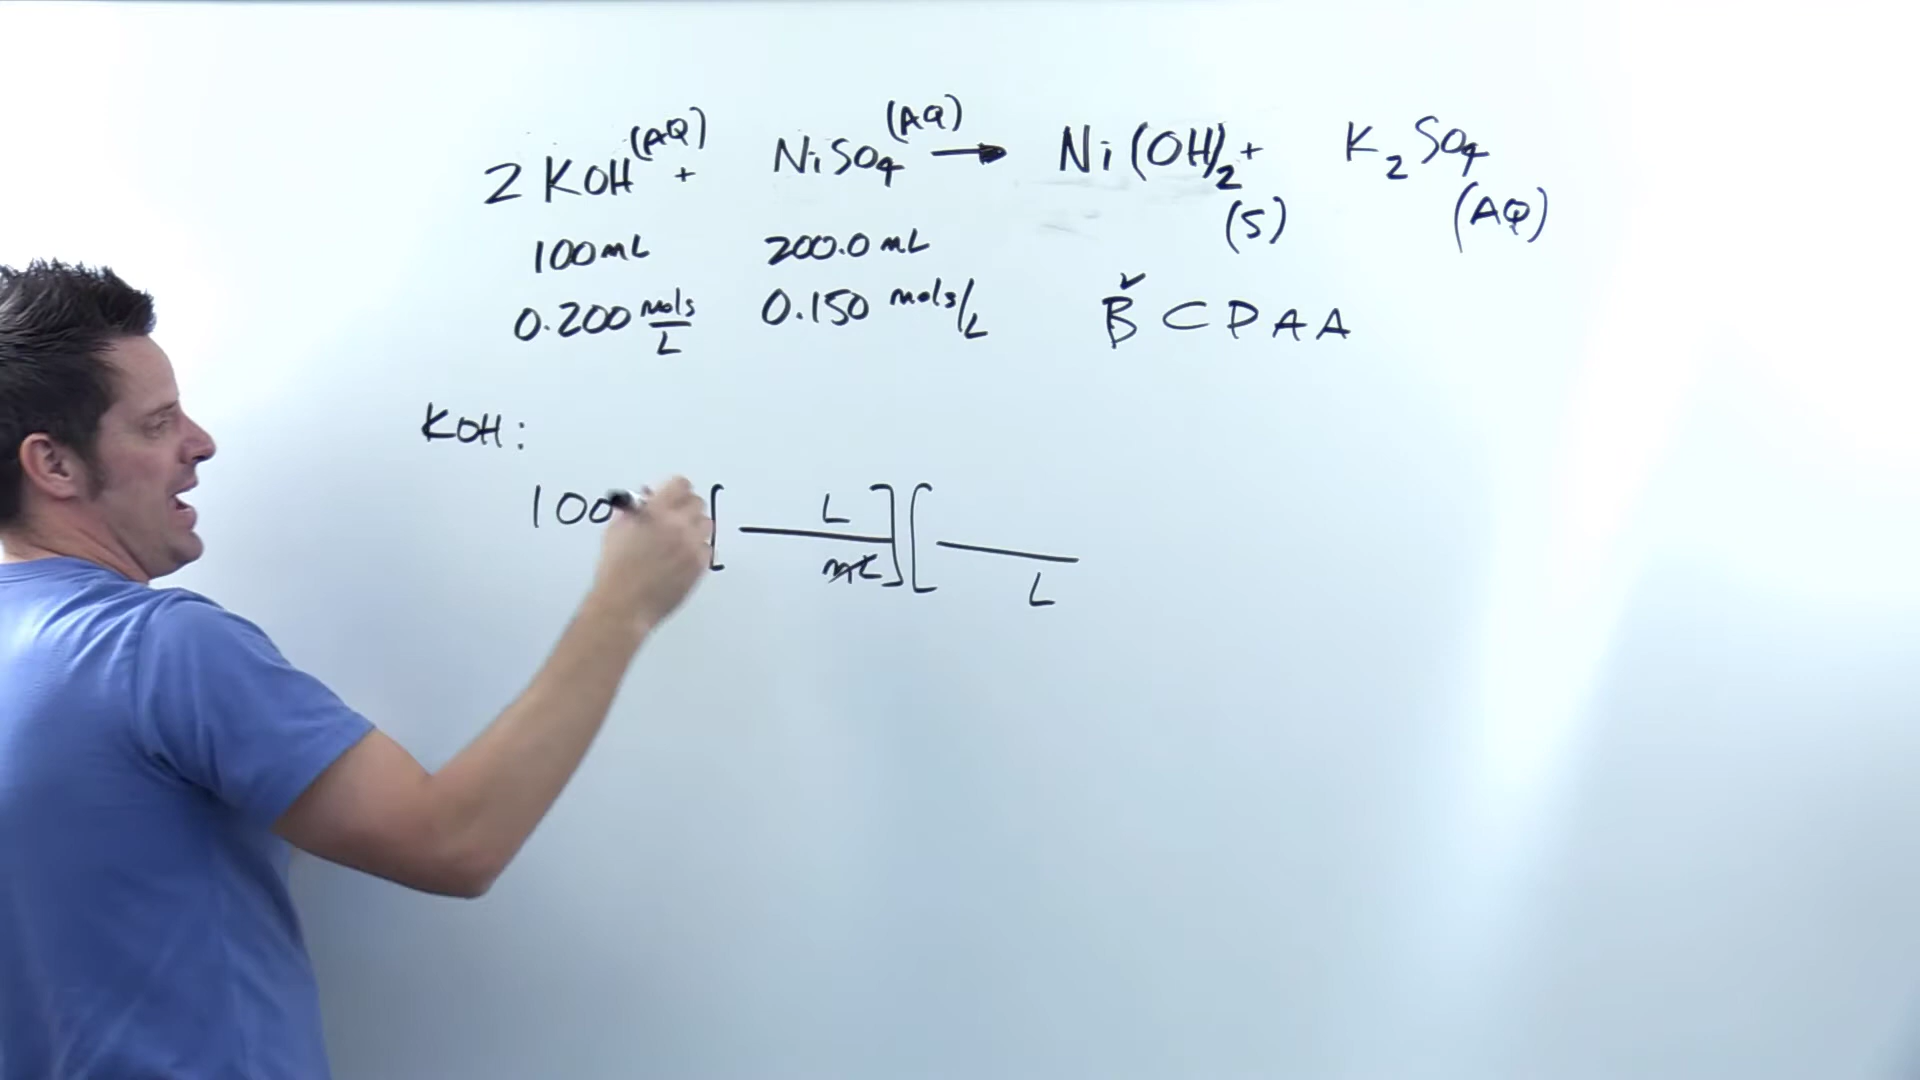 2 KOH (AQ) + NiSO4 (AQ) → Ni(OH)2 (S) + K2SO4 (AQ)
100mL 200.0 mL
0.200 mols/L 0.150 mols/L B ✓ C D A A
KOH:
100 [ L / mL ] [ / L